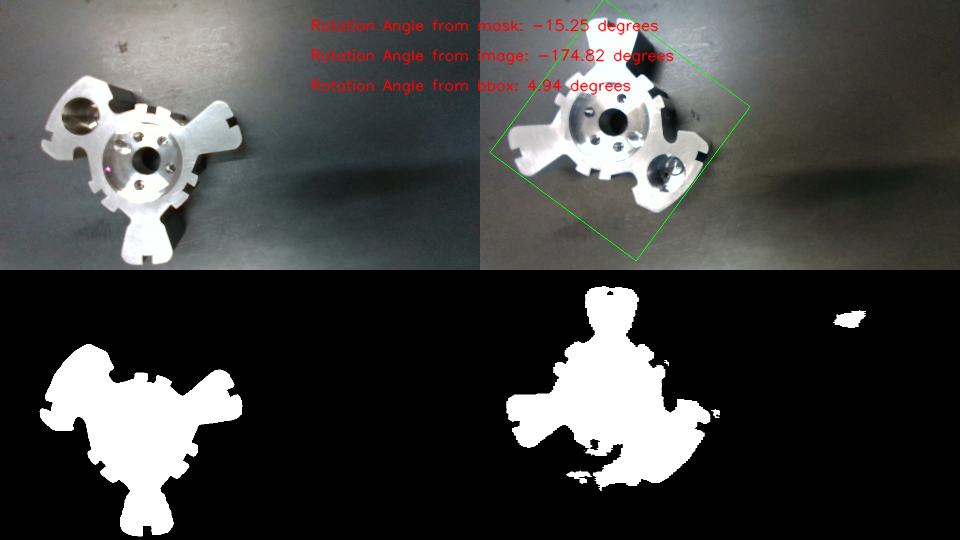 Rotation Angle from mask: -15.25 degrees
Rotation Angle from image: -174.82 degrees
Rotation Angle from bbox: 4.94 degrees